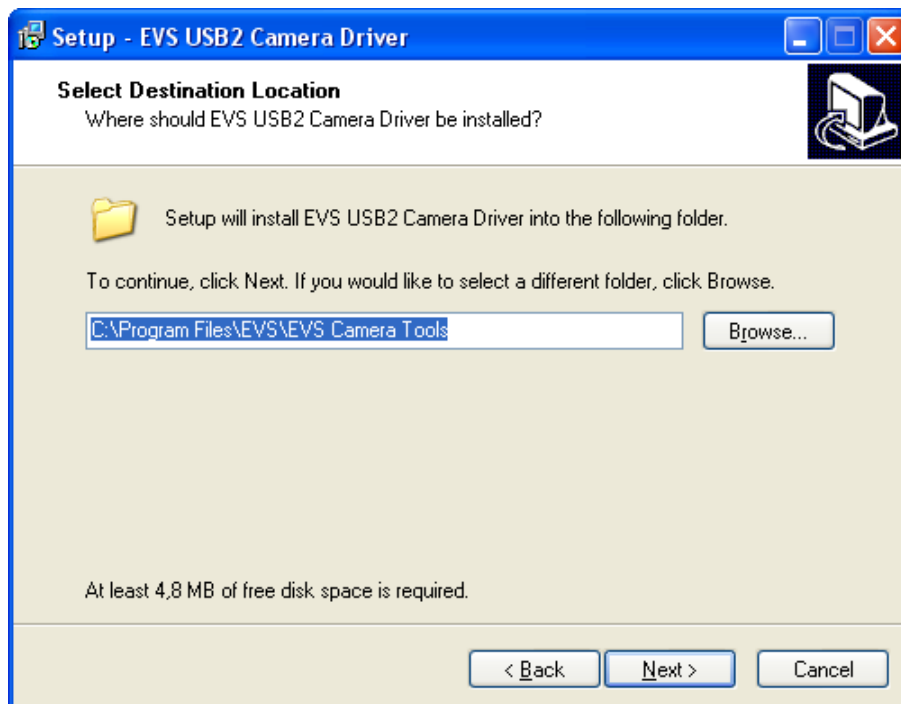 Setup - EVS USB2 Camera Driver
Select Destination Location
Where should EVS USB2 Camera Driver be installed?
Setup will install EVS USB2 Camera Driver into the following folder.
To continue, click Next. If you would like to select a different folder, click Browse.
C:\Program Files\EVS\EVS Camera Tools
Browse...
At least 4,8 MB of free disk space is required.
< Back
Next >
Cancel